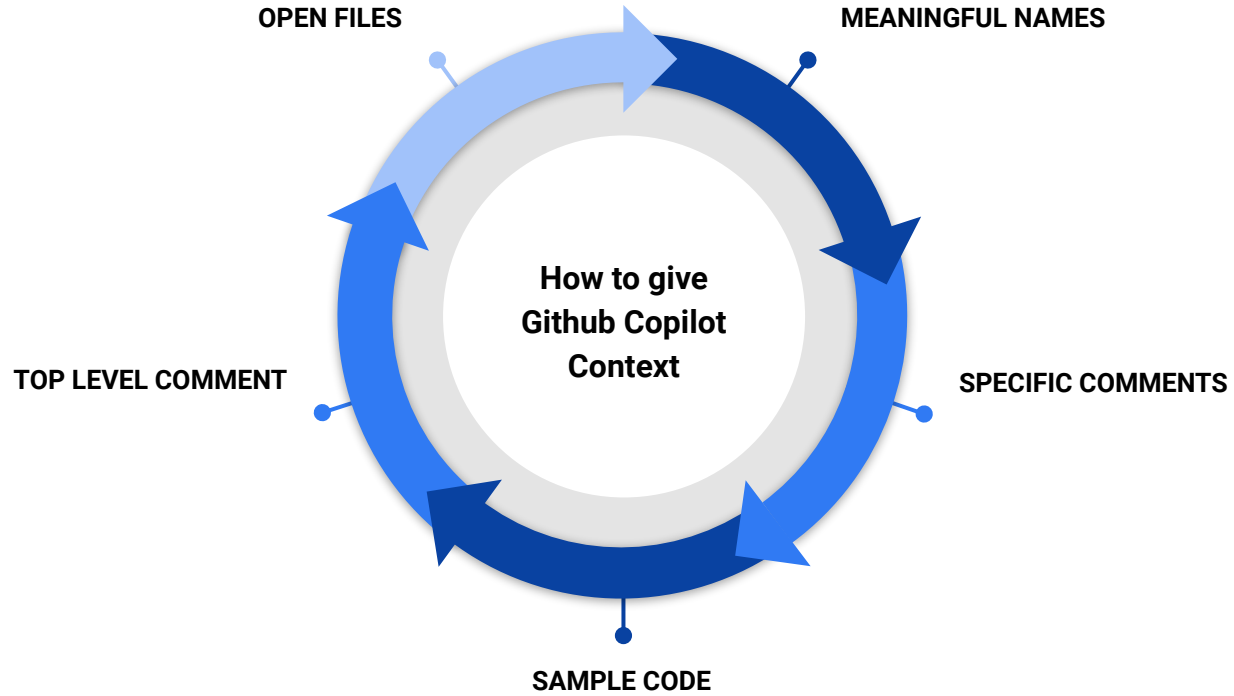 OPEN FILES
MEANINGFUL NAMES
How to give
Github Copilot
Context
TOP LEVEL COMMENT
SPECIFIC COMMENTS
SAMPLE CODE